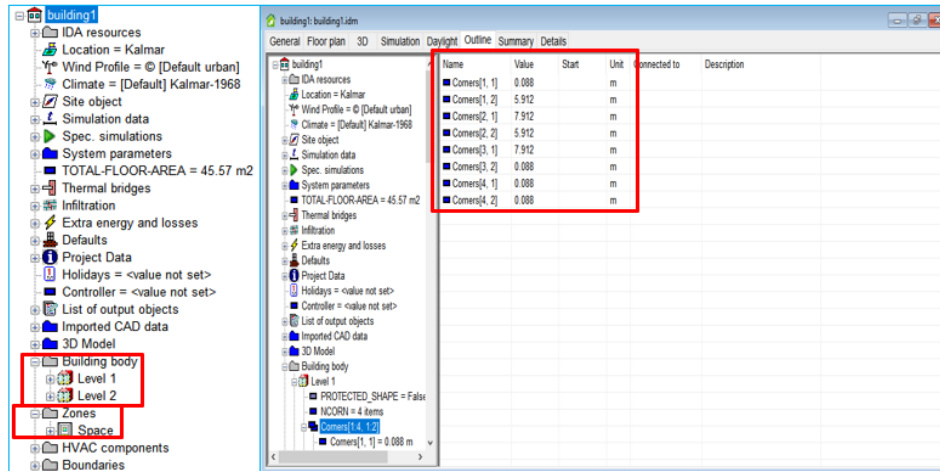 building1
IDA resources
Location = Kalmar
Wind Profile = © [Default urban]
Climate = [Default] Kalmar-1968
Site object
Simulation data
Spec. simulations
System parameters
TOTAL-FLOOR-AREA = 45.57 m2
Thermal bridges
Infiltration
Extra energy and losses
Defaults
Project Data
Holidays = <value not set>
Controller = <value not set>
List of output objects
Imported CAD data
3D Model
Building body
Level 1
Level 2
Zones
Space
HVAC components
Boundaries
building1: building1.idm
General Floor plan 3D Simulation Daylight Outline Summary Details
building1
IDA resources
Location = Kalmar
Wind Profile = © [Default urban]
Climate = [Default] Kalmar-1968
Site object
Simulation data
Spec. simulations
System parameters
TOTAL-FLOOR-AREA = 45.57 m2
Thermal bridges
Infiltration
Extra energy and losses
Defaults
Project Data
Holidays = <value not set>
Controller = <value not set>
List of output objects
Imported CAD data
3D Model
Building body
Level 1
PROTECTED_SHAPE = False
NCORN = 4 items
Corners[1:4, 1:2]
Corners[1, 1] = 0.088 m
Name Value Start Unit Connected to Description
Corners[1, 1] 0.088 m
Corners[1, 2] 5.912 m
Corners[2, 1] 7.912 m
Corners[2, 2] 5.912 m
Corners[3, 1] 7.912 m
Corners[3, 2] 0.088 m
Corners[4, 1] 0.088 m
Corners[4, 2] 0.088 m